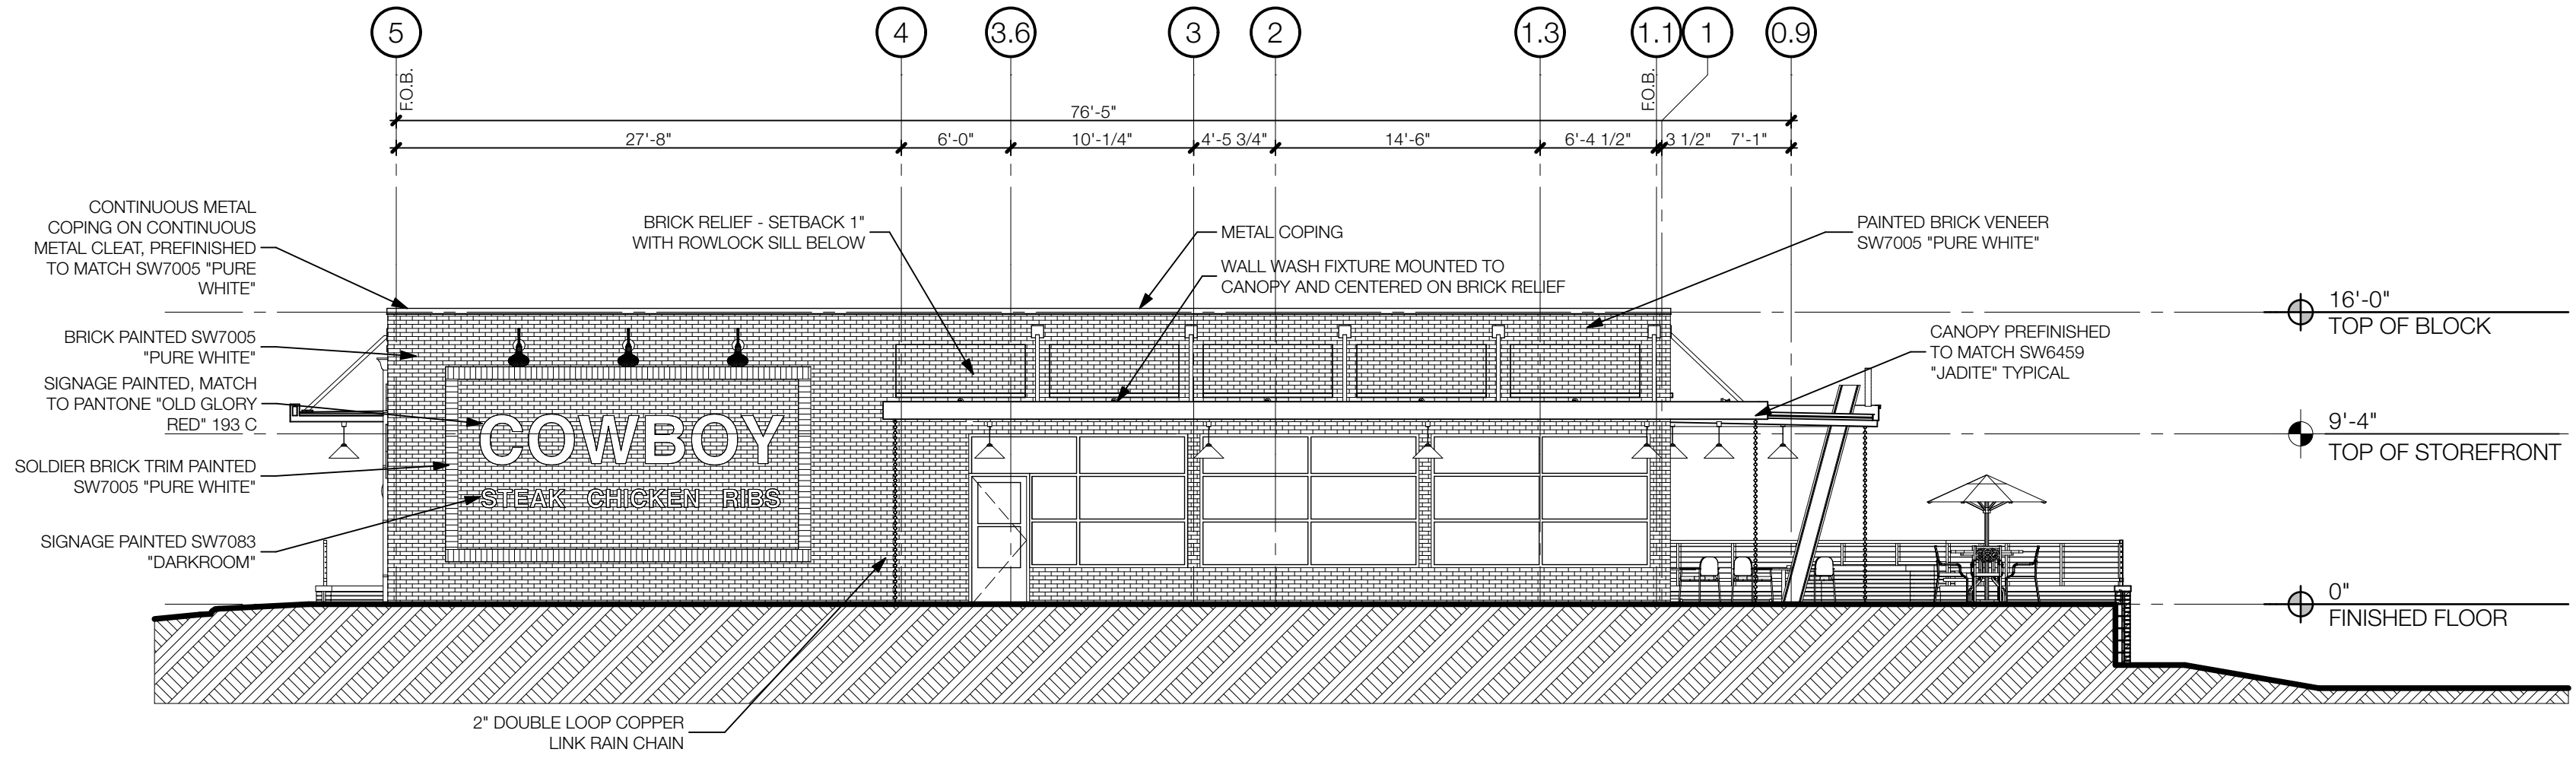 5
4
3.6
3
2
1.3
1.1
1
0.9
F.O.B.
F.O.B.
76'-5"
27'-8"
6'-0"
10'-1/4"
4'-5 3/4"
14'-6"
6'-4 1/2"
3 1/2"
7'-1"
CONTINUOUS METAL
COPING ON CONTINUOUS
METAL CLEAT, PREFINISHED
TO MATCH SW7005 "PURE
WHITE"
BRICK PAINTED SW7005
"PURE WHITE"
SIGNAGE PAINTED, MATCH
TO PANTONE "OLD GLORY
RED" 193 C
SOLDIER BRICK TRIM PAINTED
SW7005 "PURE WHITE"
SIGNAGE PAINTED SW7083
"DARKROOM"
BRICK RELIEF - SETBACK 1"
WITH ROWLOCK SILL BELOW
METAL COPING
WALL WASH FIXTURE MOUNTED TO
CANOPY AND CENTERED ON BRICK RELIEF
PAINTED BRICK VENEER
SW7005 "PURE WHITE"
CANOPY PREFINISHED
TO MATCH SW6459
"JADITE" TYPICAL
COWBOY
STEAK CHICKEN RIBS
2" DOUBLE LOOP COPPER
LINK RAIN CHAIN
16'-0"
TOP OF BLOCK
9'-4"
TOP OF STOREFRONT
0"
FINISHED FLOOR